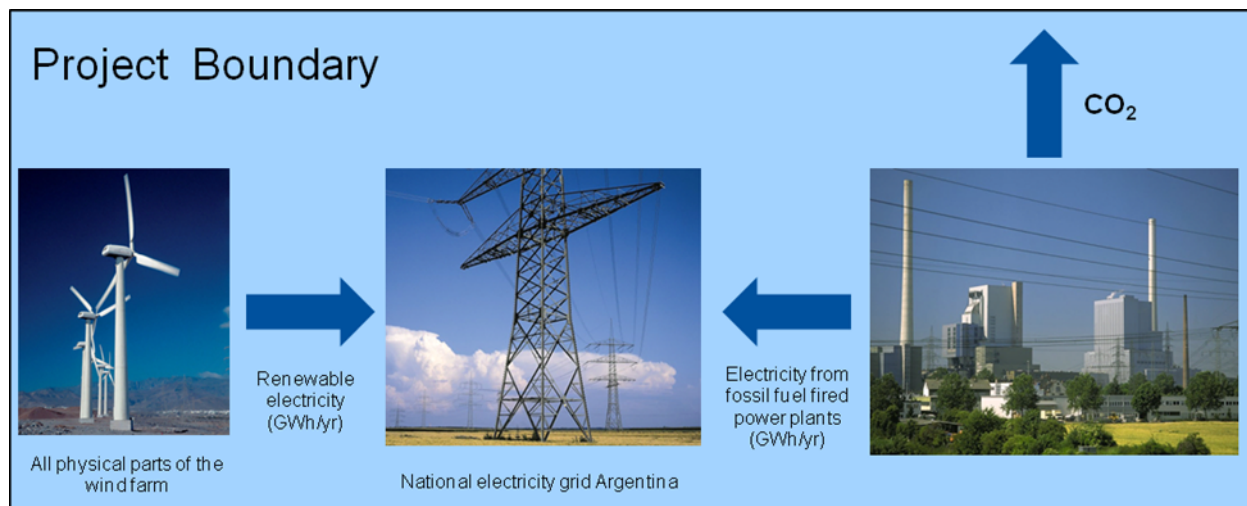 Project Boundary
CO₂
Renewable
electricity
(GWh/yr)
Electricity from
fossil fuel fired
power plants
(GWh/yr)
All physical parts of the
wind farm
National electricity grid Argentina